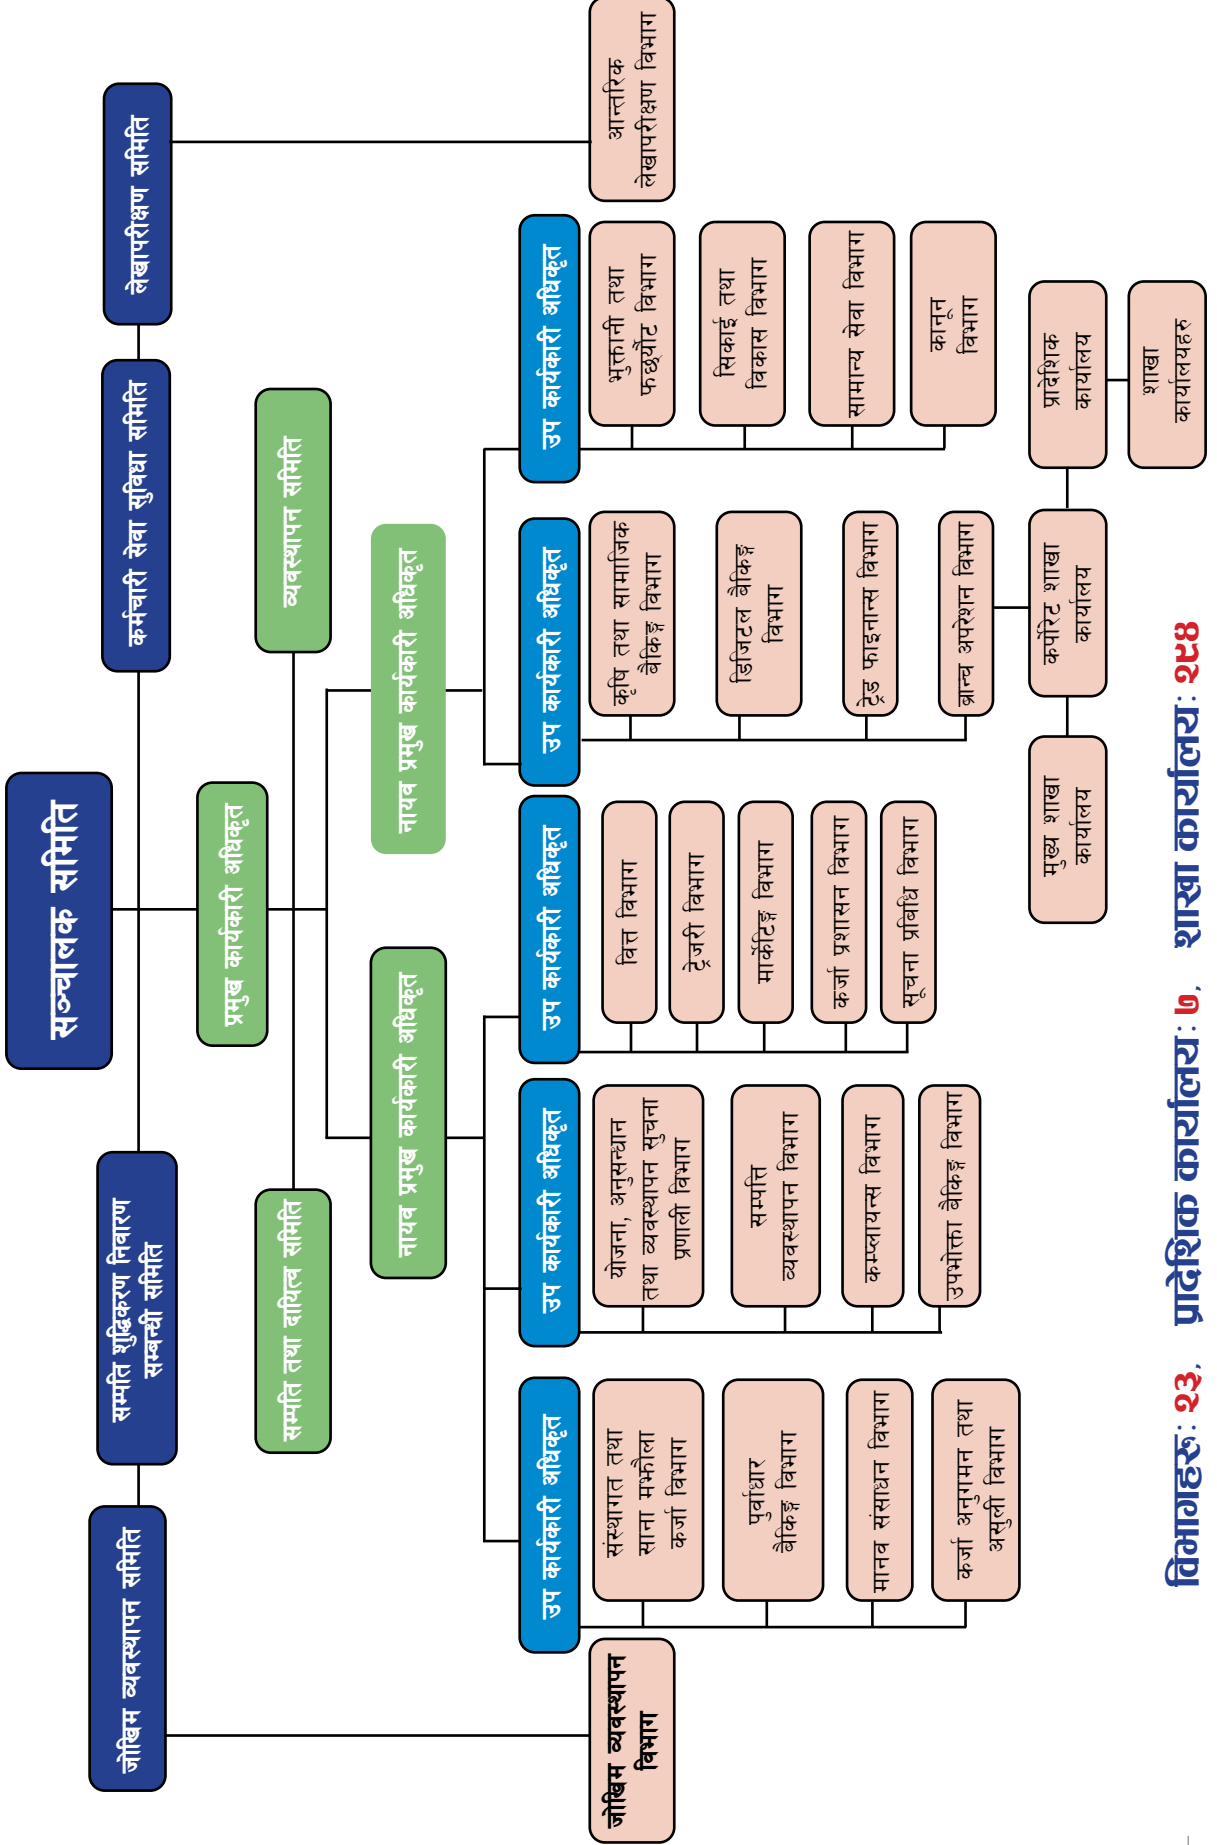 सञ्चालक समिति
जोखिम व्यवस्थापन समिति
सम्पति शुद्धिकरण निवारण
सम्बन्धी समिति
कर्मचारी सेवा सुविधा समिति
लेखापरीक्षण समिति
प्रमुख कार्यकारी अधिकृत
सम्पति तथा दायित्व समिति
व्यवस्थापन समिति
नायव प्रमुख कार्यकारी अधिकृत
नायव प्रमुख कार्यकारी अधिकृत
उप कार्यकारी अधिकृत
उप कार्यकारी अधिकृत
उप कार्यकारी अधिकृत
उप कार्यकारी अधिकृत
उप कार्यकारी अधिकृत
जोखिम व्यवस्थापन
विभाग
संस्थागत तथा
साना मझौला
कर्जा विभाग
पुर्वाधार
बैकिङ्ग विभाग
मानव संसाधन विभाग
कर्जा अनुगमन तथा
असुली विभाग
योजना, अनुसन्धान
तथा व्यवस्थापन सुचना
प्रणाली विभाग
सम्पत्ति
व्यवस्थापन विभाग
कम्प्लायन्स विभाग
उपभोक्ता बैकिङ्ग विभाग
वित्त विभाग
ट्रेजरी विभाग
मार्केटिङ्ग विभाग
कर्जा प्रशासन विभाग
सूचना प्रबिधि विभाग
कृषि तथा सामाजिक
बैकिङ्ग विभाग
डिजिटल बैकिङ्ग
विभाग
ट्रेड फाइनान्स विभाग
ब्रान्च अपरेशन विभाग
भुक्तानी तथा
फछ्र्यौट विभाग
सिकाई तथा
विकास विभाग
सामान्य सेवा विभाग
कानून
विभाग
आन्तरिक
लेखापरीक्षण विभाग
मुख्य शाखा
कार्यालय
कर्पोरेट शाखा
कार्यालय
प्रादेशिक
कार्यालय
शाखा
कार्यालयहरु
विभागहरु: २३, प्रादेशिक कार्यालय: ७, शाखा कार्यालय: २९४